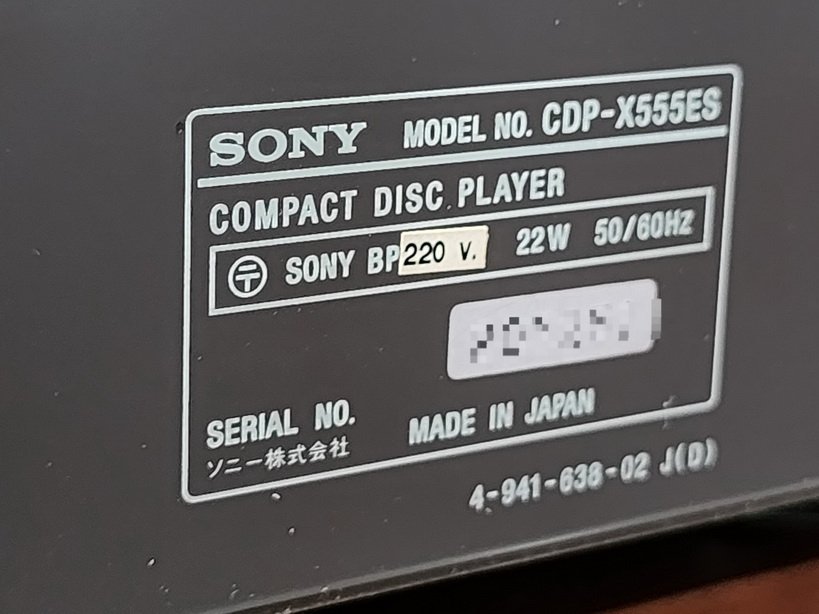 SONY MODEL NO. CDP-X555ES
COMPACT DISC PLAYER
〒 SONY BP 220 V. 22W 50/60HZ
SERIAL NO. MADE IN JAPAN
ソニー株式会社
4-941-638-02 J(D)